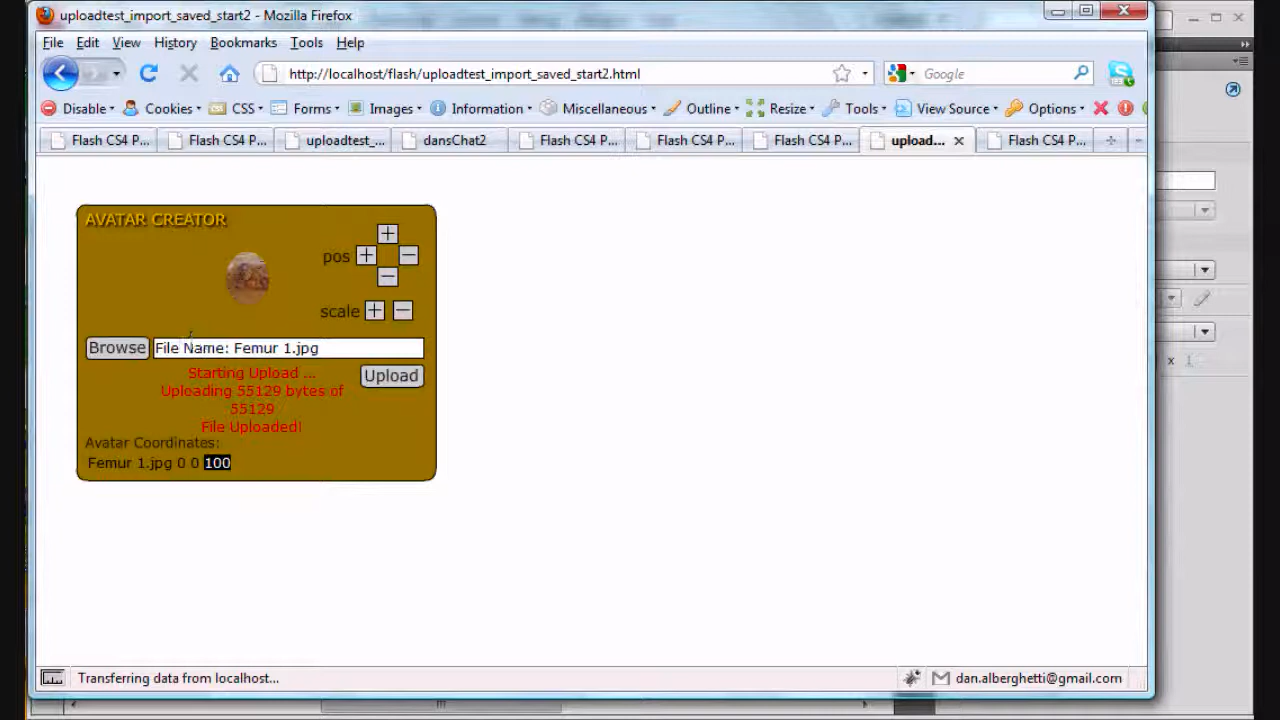 uploadtest_import_saved_start2 - Mozilla Firefox
File Edit View History Bookmarks Tools Help
http://localhost/flash/uploadtest_import_saved_start2.html
Google
Disable Cookies CSS Forms Images Information Miscellaneous Outline Resize Tools View Source Options
Flash CS4 P... Flash CS4 P... uploadtest_... dansChat2 Flash CS4 P... Flash CS4 P... Flash CS4 P... upload... Flash CS4 P...
AVATAR CREATOR
pos + + − −
scale + −
Browse File Name: Femur 1.jpg
Starting Upload ...
Upload
Uploading 55129 bytes of
55129
File Uploaded!
Avatar Coordinates:
Femur 1.jpg 0 0 100
Transferring data from localhost...
dan.alberghetti@gmail.com
x